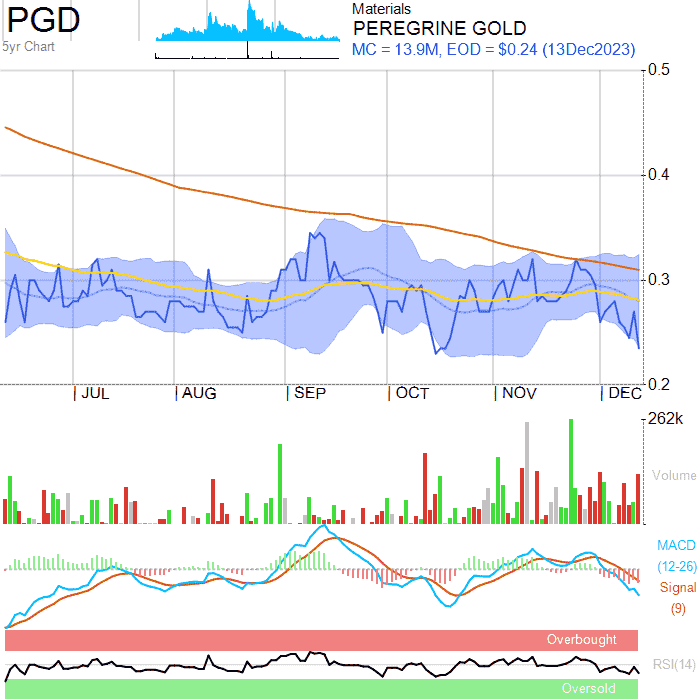 PGD
5yr Chart
Materials
PEREGRINE GOLD
MC = 13.9M, EOD = $0.24 (13Dec2023)
0.5
0.4
0.3
0.2
| JUL | AUG | SEP | OCT | NOV | DEC
262k
Volume
MACD
(12-26)
Signal
(9)
Overbought
RSI(14)
Oversold